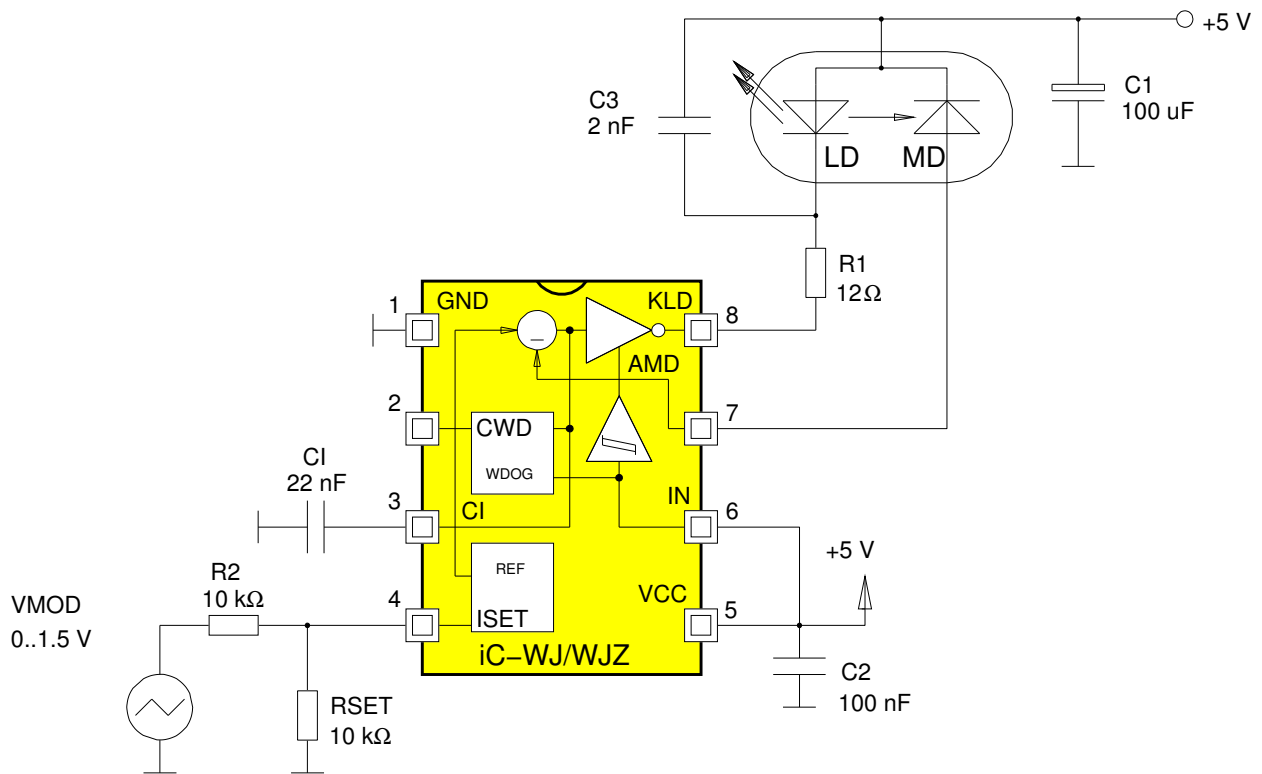 +5 V
C3
2 nF
C1
100 uF
LD
MD
R1
12Ω
1
GND
KLD
8
AMD
2
CWD
7
WDOG
CI
22 nF
3
CI
IN
6
+5 V
REF
R2
10 kΩ
VMOD
0..1.5 V
4
ISET
VCC
5
iC–WJ/WJZ
C2
100 nF
RSET
10 kΩ